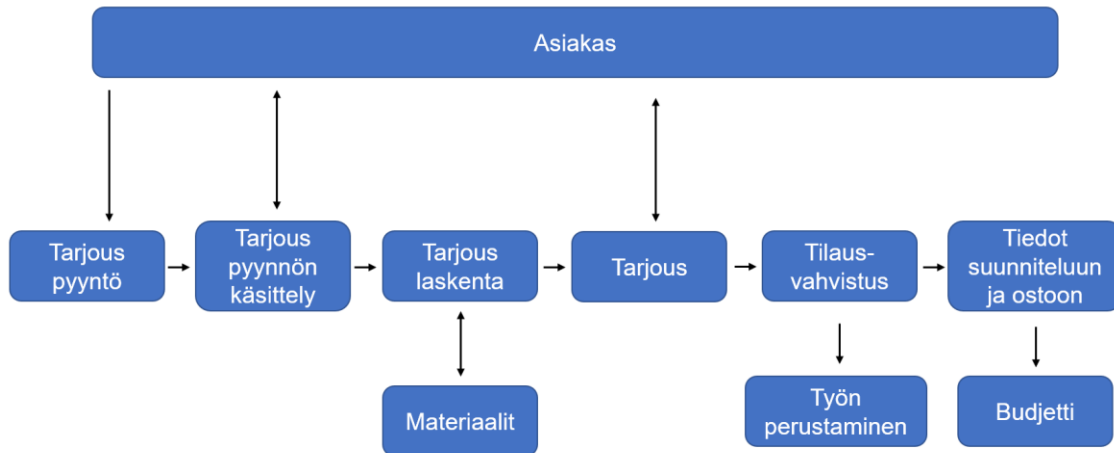 Asiakas
Tarjous
pyyntö
Tarjous
pyynnön
käsittely
Tarjous
laskenta
Tarjous
Tilaus-
vahvistus
Tiedot
suunniteluun
ja ostoon
Materiaalit
Työn
perustaminen
Budjetti